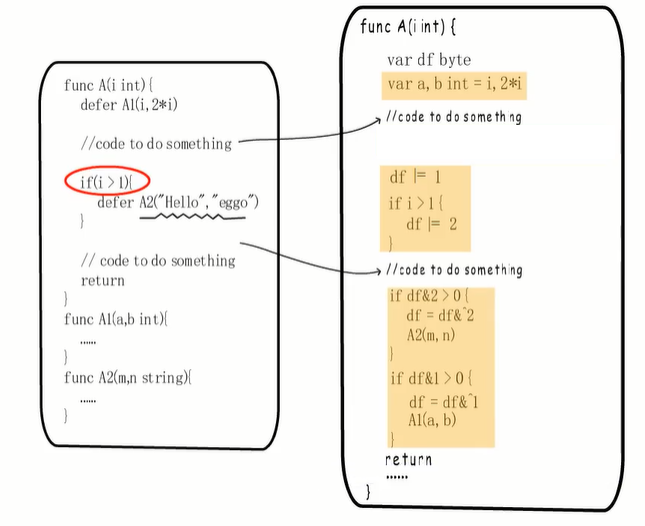 func A(i int){
defer A1(i, 2*i)
//code to do something
if(i > 1){
defer A2("Hello", "eggo")
}
// code to do something
return
}
func A1(a,b int){
......
}
func A2(m,n string){
......
}
func A(i int) {
var df byte
var a, b int = i, 2*i
//code to do something
df |= 1
if i > 1 {
df |= 2
}
//code to do something
if df&2 > 0 {
df = df&^2
A2(m, n)
}
if df&1 > 0 {
df = df&^1
A1(a, b)
}
return
......
}